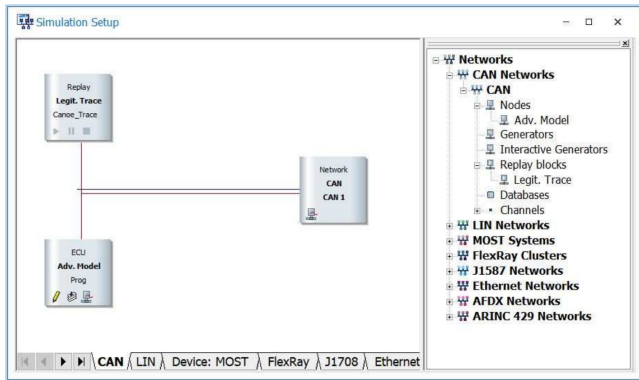 Simulation Setup
Replay
Legit. Trace
Canoe_Trace
Network
CAN
CAN 1
ECU
Adv. Model
Prog
CAN LIN Device: MOST FlexRay J1708 Ethernet
Networks
CAN Networks
CAN
Nodes
Adv. Model
Generators
Interactive Generators
Replay blocks
Legit. Trace
Databases
Channels
LIN Networks
MOST Systems
FlexRay Clusters
J1587 Networks
Ethernet Networks
AFDX Networks
ARINC 429 Networks